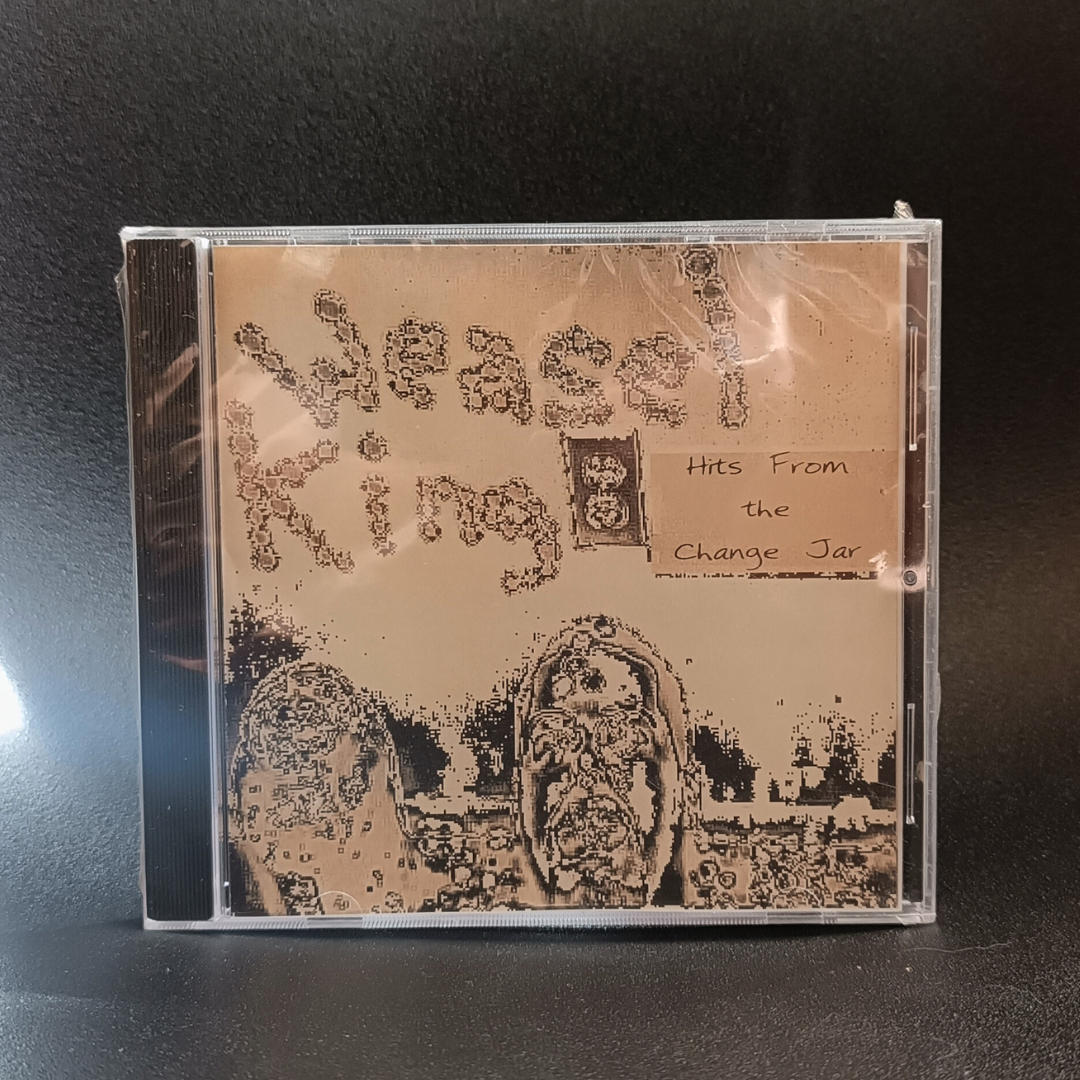 Weasel
King
Hits From
the
Change Jar